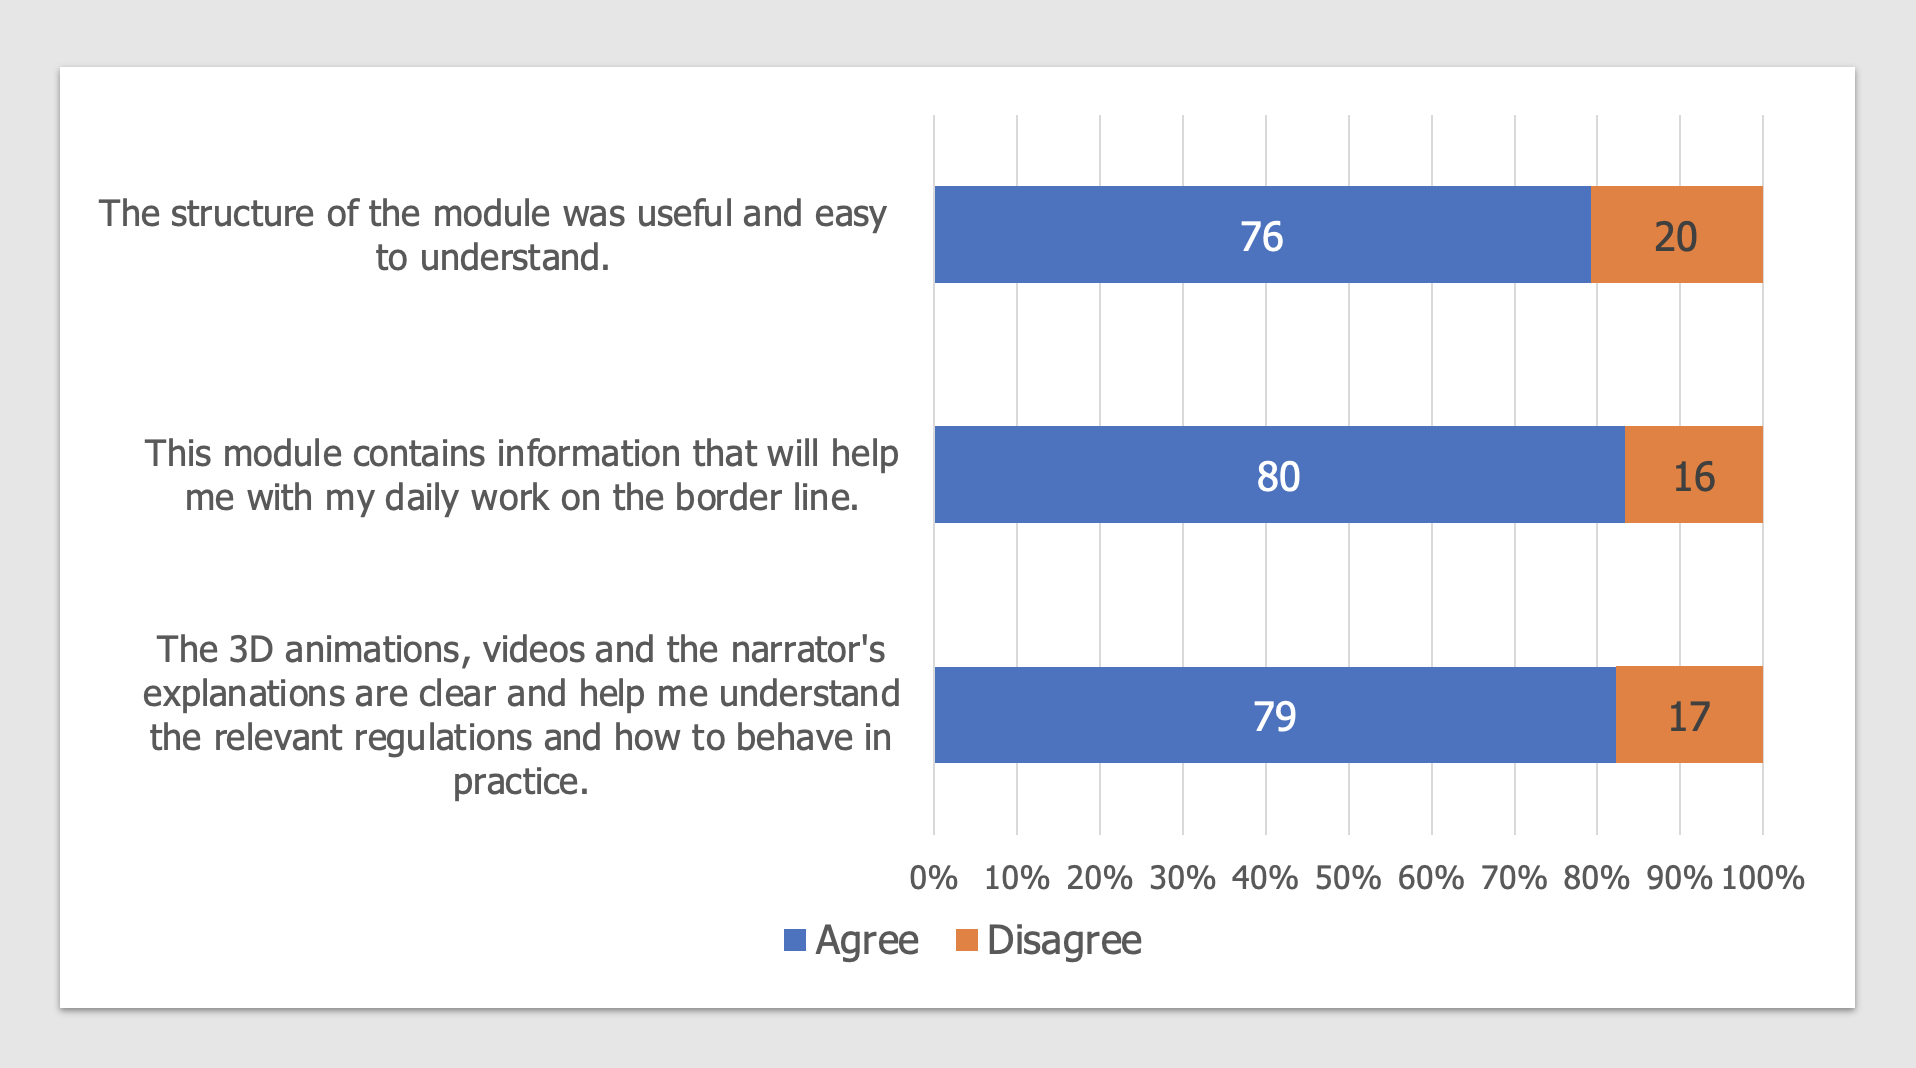 The structure of the module was useful and easy
to understand.
76
20
This module contains information that will help
me with my daily work on the border line.
80
16
The 3D animations, videos and the narrator's
explanations are clear and help me understand
the relevant regulations and how to behave in
practice.
79
17
0% 10% 20% 30% 40% 50% 60% 70% 80% 90% 100%
Agree Disagree